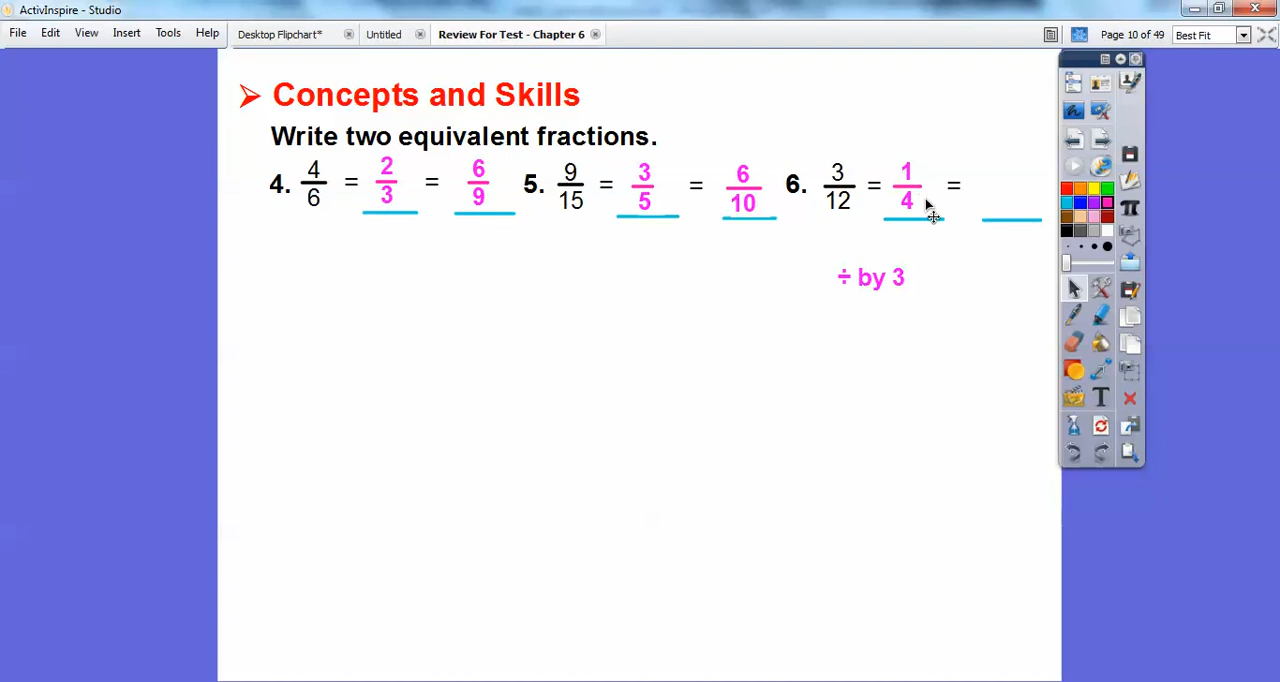 ActivInspire - Studio
File Edit View Insert Tools Help Desktop Flipchart* Untitled Review For Test - Chapter 6 Page 10 of 49 Best Fit
Concepts and Skills
Write two equivalent fractions.
4. 4/6 = 2/3 = 6/9 5. 9/15 = 3/5 = 6/10 6. 3/12 = 1/4 =
÷ by 3